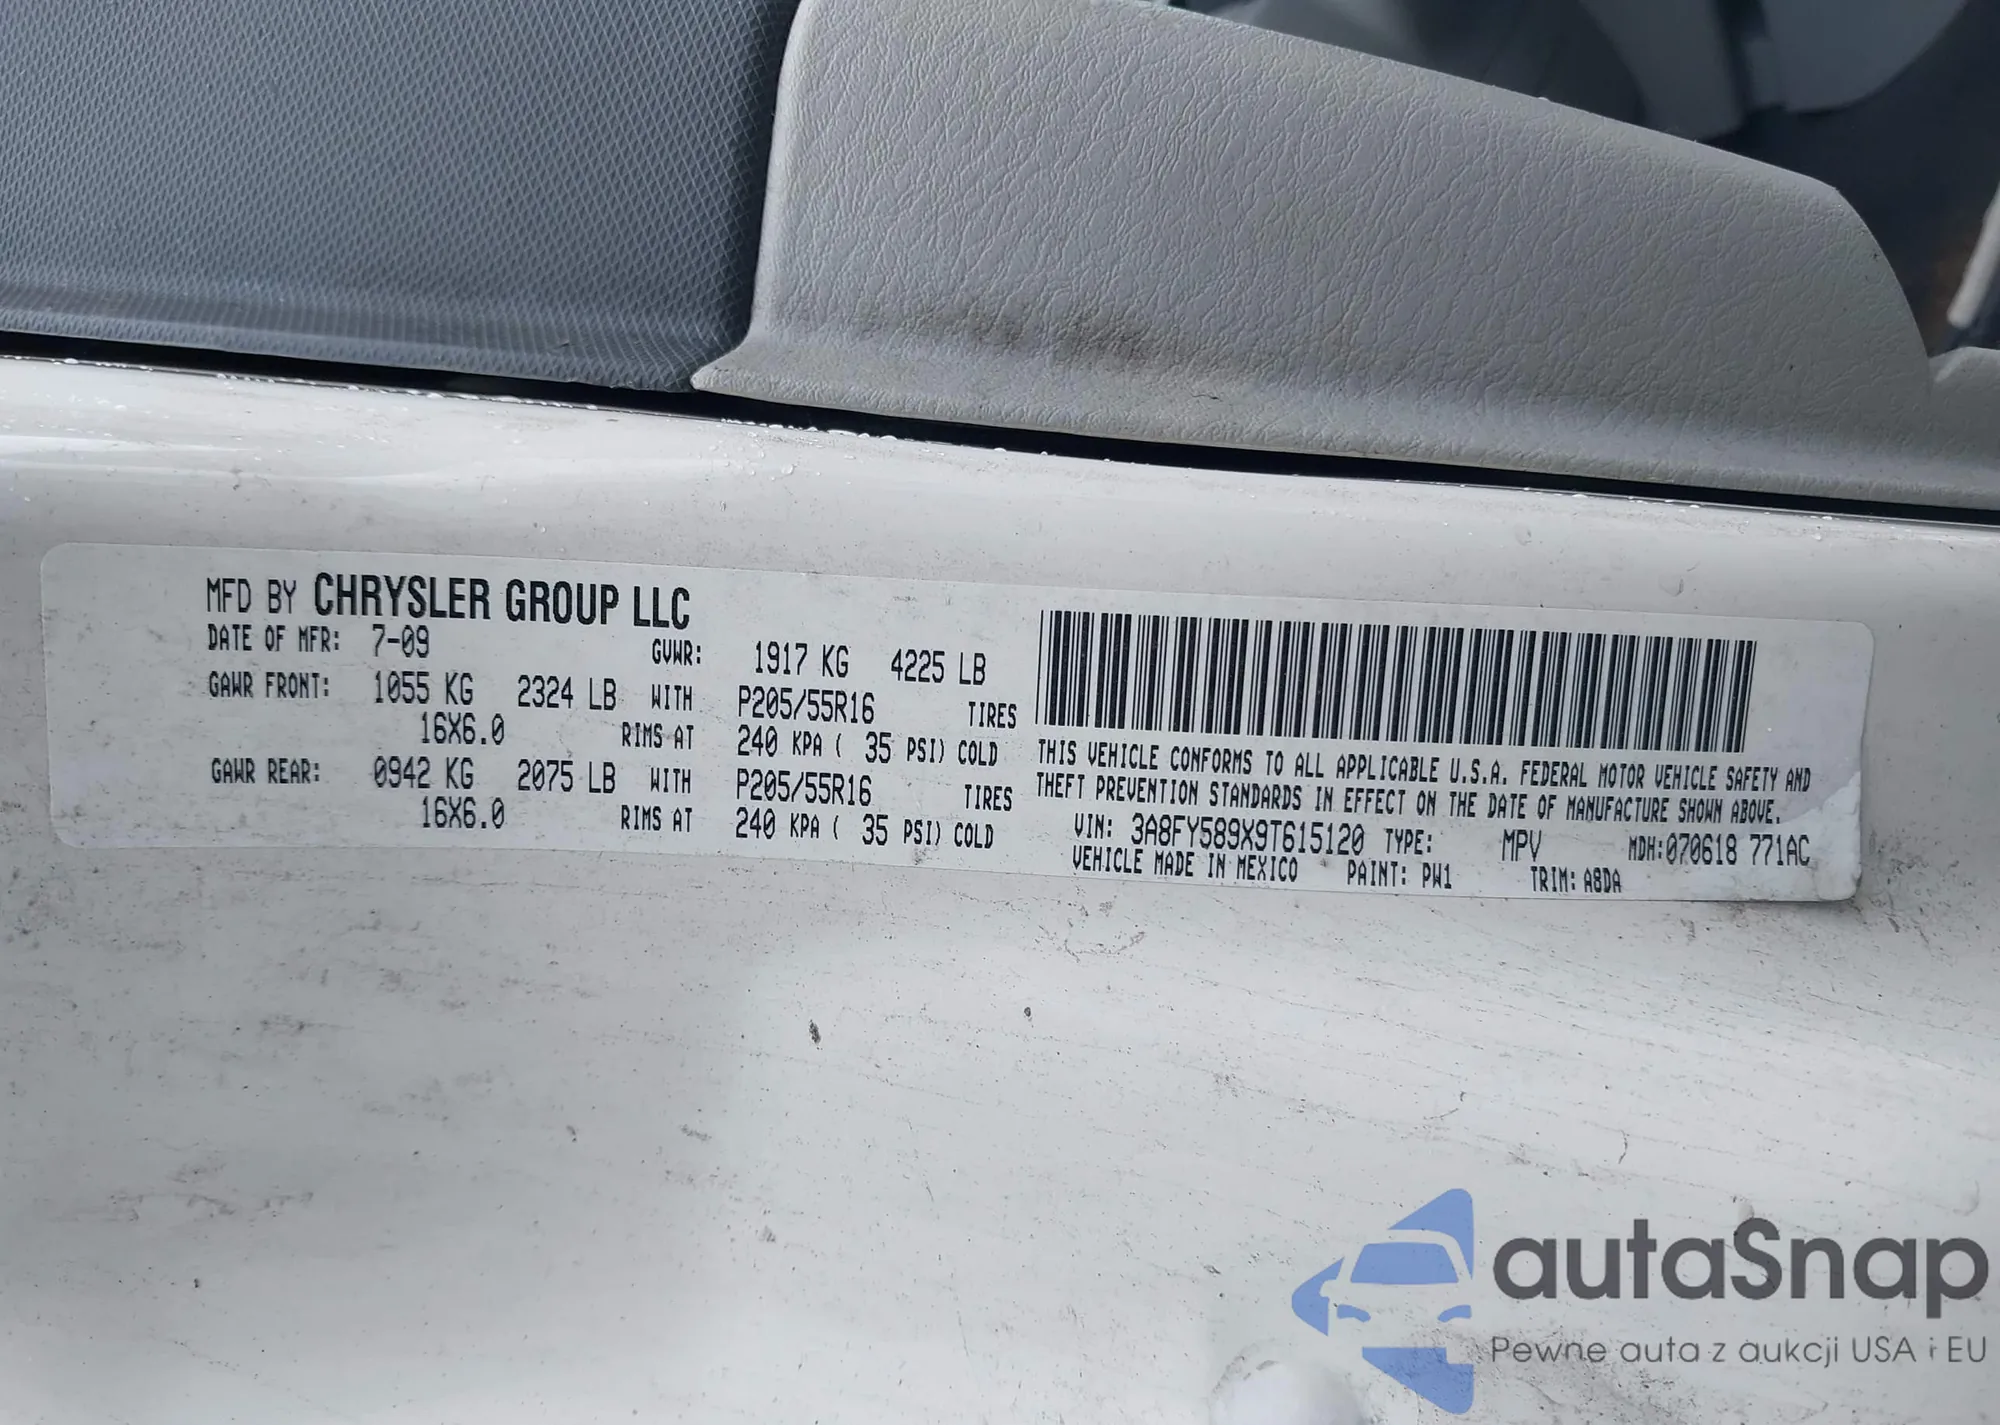 MFD BY CHRYSLER GROUP LLC
DATE OF MFR: 7-09 GVWR: 1917 KG 4225 LB
GAWR FRONT: 1055 KG 2324 LB WITH P205/55R16 TIRES
16X6.0 RIMS AT 240 KPA ( 35 PSI) COLD
GAWR REAR: 0942 KG 2075 LB WITH P205/55R16 TIRES
16X6.0 RIMS AT 240 KPA ( 35 PSI) COLD
THIS VEHICLE CONFORMS TO ALL APPLICABLE U.S.A. FEDERAL MOTOR VEHICLE SAFETY AND
THEFT PREVENTION STANDARDS IN EFFECT ON THE DATE OF MANUFACTURE SHOWN ABOVE.
VIN: 3A8FY589X9T615120 TYPE: MPV MDH:070618 771AC
VEHICLE MADE IN MEXICO PAINT: PW1 TRIM: A8DA
autaSnap
Pewne auta z aukcji USA i EU